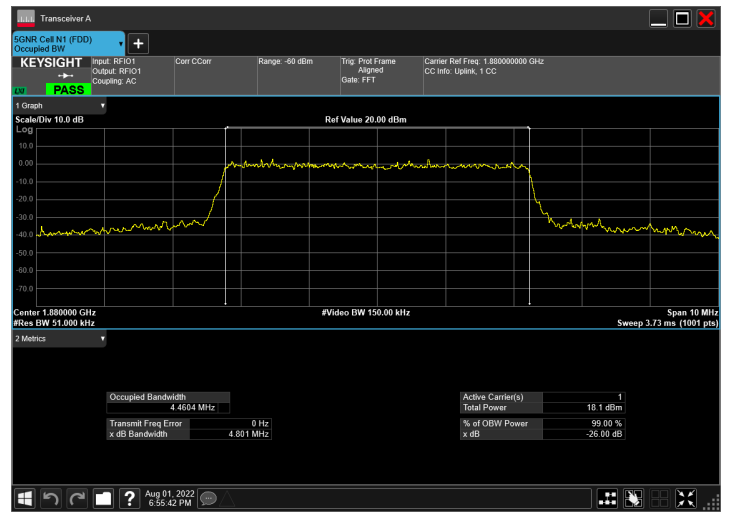 Transceiver A
5GNR Cell N1 (FDD)
Occupied BW
KEYSIGHT
PASS
Input: RFIO1
Output: RFIO1
Coupling: AC
Corr CCorr
Range: -60 dBm
Trig: Prot Frame
Aligned
Gate: FFT
Carrier Ref Freq: 1.880000000 GHz
CC Info: Uplink, 1 CC
1 Graph
Scale/Div 10.0 dB
Ref Value 20.00 dBm
Log
10.0
0.00
-10.0
-20.0
-30.0
-40.0
-50.0
-60.0
-70.0
Center 1.880000 GHz
#Video BW 150.00 kHz
Span 10 MHz
#Res BW 51.000 kHz
Sweep 3.73 ms (1001 pts)
2 Metrics
Occupied Bandwidth
4.4604 MHz
Transmit Freq Error 0 Hz
x dB Bandwidth 4.801 MHz
Active Carrier(s) 1
Total Power 18.1 dBm
% of OBW Power 99.00 %
x dB -26.00 dB
Aug 01, 2022
6:55:42 PM